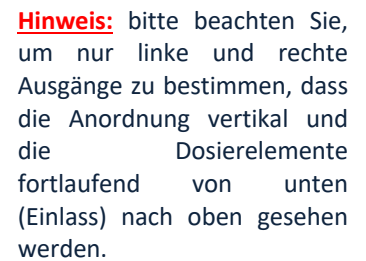 Hinweis: bitte beachten Sie,
um nur linke und rechte
Ausgänge zu bestimmen, dass
die Anordnung vertikal und
die Dosierelemente
fortlaufend von unten
(Einlass) nach oben gesehen
werden.